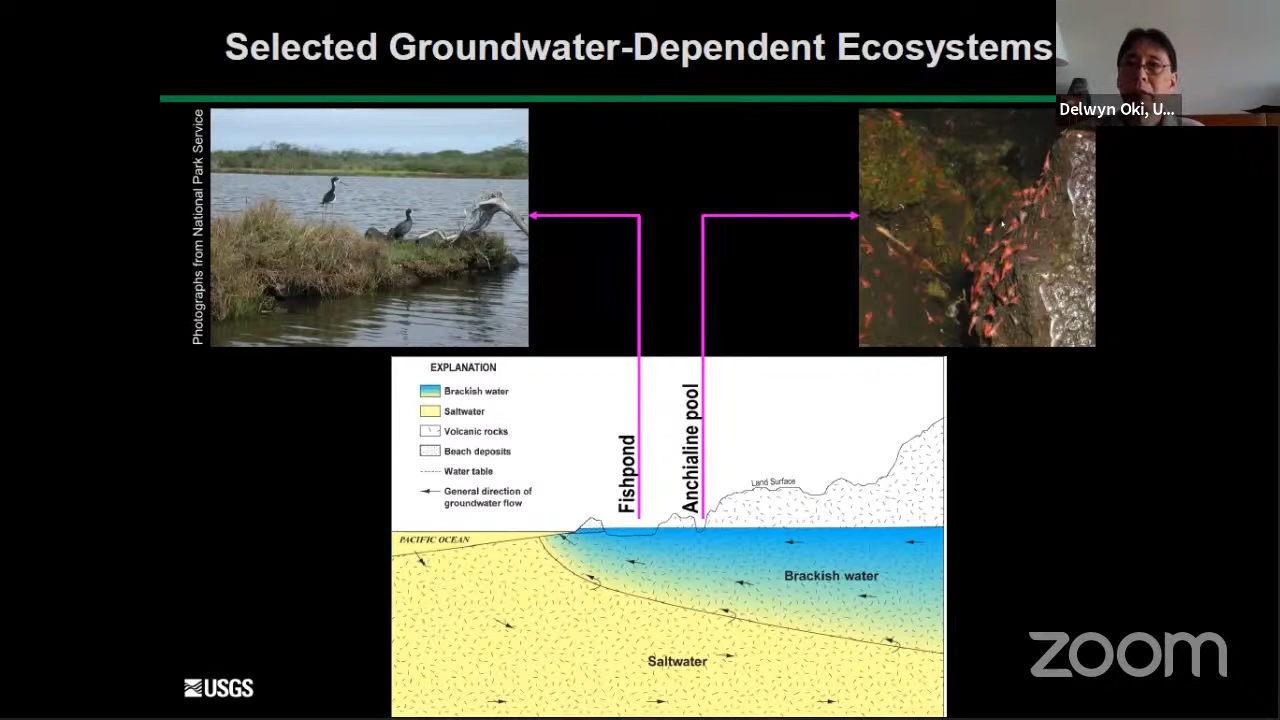 Selected Groundwater-Dependent Ecosystems
Delwyn Oki, U...
Photographs from National Park Service
EXPLANATION
Brackish water
Saltwater
Volcanic rocks
Beach deposits
Water table
General direction of
groundwater flow
Fishpond
Anchialine pool
Land Surface
PACIFIC OCEAN
Brackish water
Saltwater
USGS
zoom